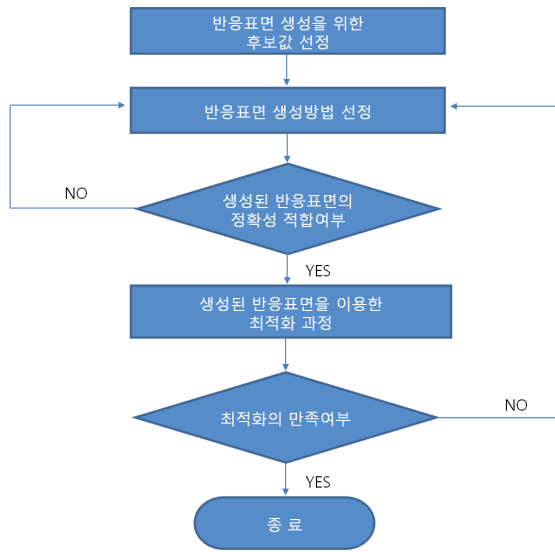 반응표면 생성을 위한
후보값 선정
반응표면 생성방법 선정
생성된 반응표면의
정확성 적합여부
NO
YES
생성된 반응표면을 이용한
최적화 과정
최적화의 만족여부
NO
YES
종 료